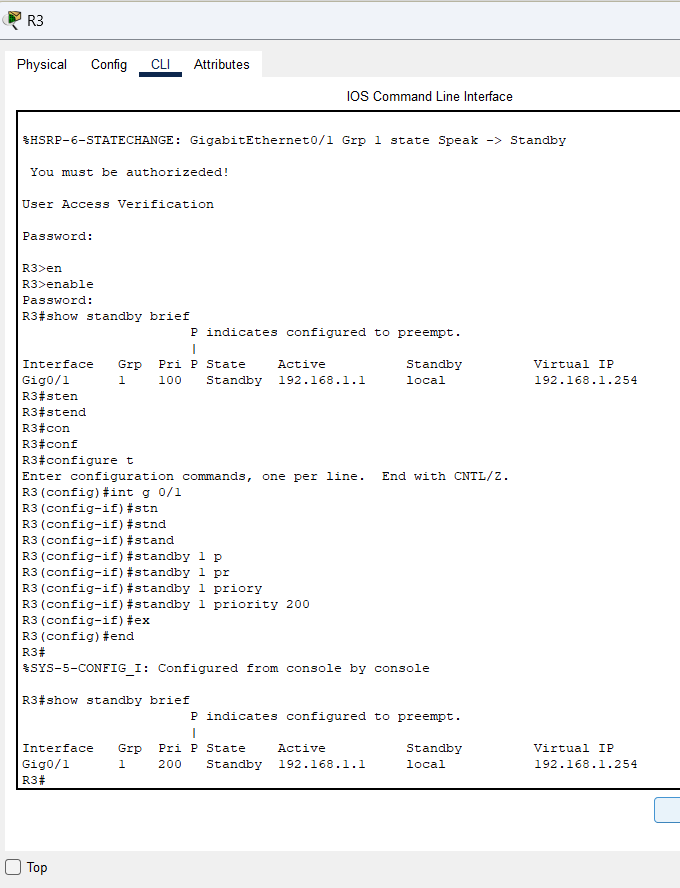 R3
Physical Config CLI Attributes
IOS Command Line Interface
%HSRP-6-STATECHANGE: GigabitEthernet0/1 Grp 1 state Speak -> Standby
You must be authorizeded!
User Access Verification
Password:
R3>en
R3>enable
Password:
R3#show standby brief
P indicates configured to preempt.
|
Interface Grp Pri P State Active Standby Virtual IP
Gig0/1 1 100 Standby 192.168.1.1 local 192.168.1.254
R3#sten
R3#stend
R3#con
R3#conf
R3#configure t
Enter configuration commands, one per line. End with CNTL/Z.
R3(config)#int g 0/1
R3(config-if)#stn
R3(config-if)#stnd
R3(config-if)#stand
R3(config-if)#standby 1 p
R3(config-if)#standby 1 pr
R3(config-if)#standby 1 priory
R3(config-if)#standby 1 priority 200
R3(config-if)#ex
R3(config)#end
R3#
%SYS-5-CONFIG_I: Configured from console by console
R3#show standby brief
P indicates configured to preempt.
|
Interface Grp Pri P State Active Standby Virtual IP
Gig0/1 1 200 Standby 192.168.1.1 local 192.168.1.254
R3#
Top